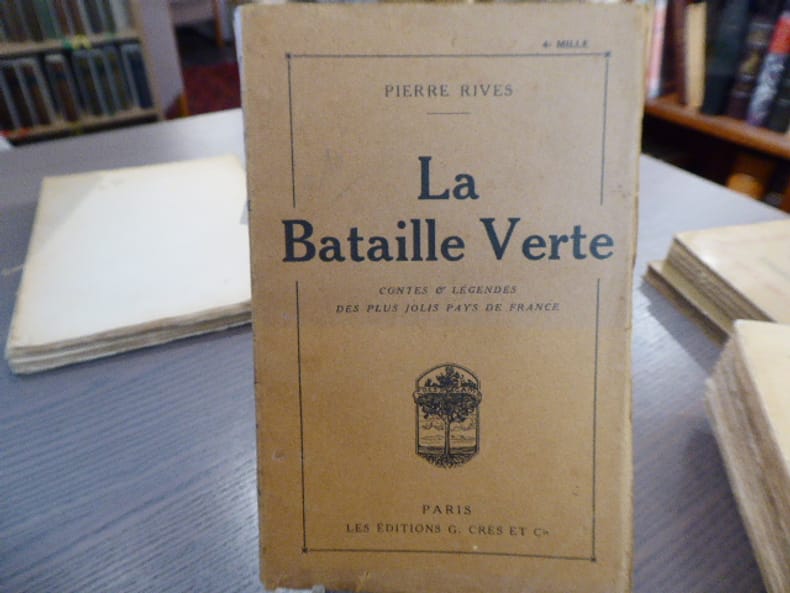 4e MILLE
PIERRE RIVES
La
Bataille Verte
CONTES & LÉGENDES
DES PLUS JOLIS PAYS DE FRANCE
PARIS
LES ÉDITIONS G. CRÈS ET Cie